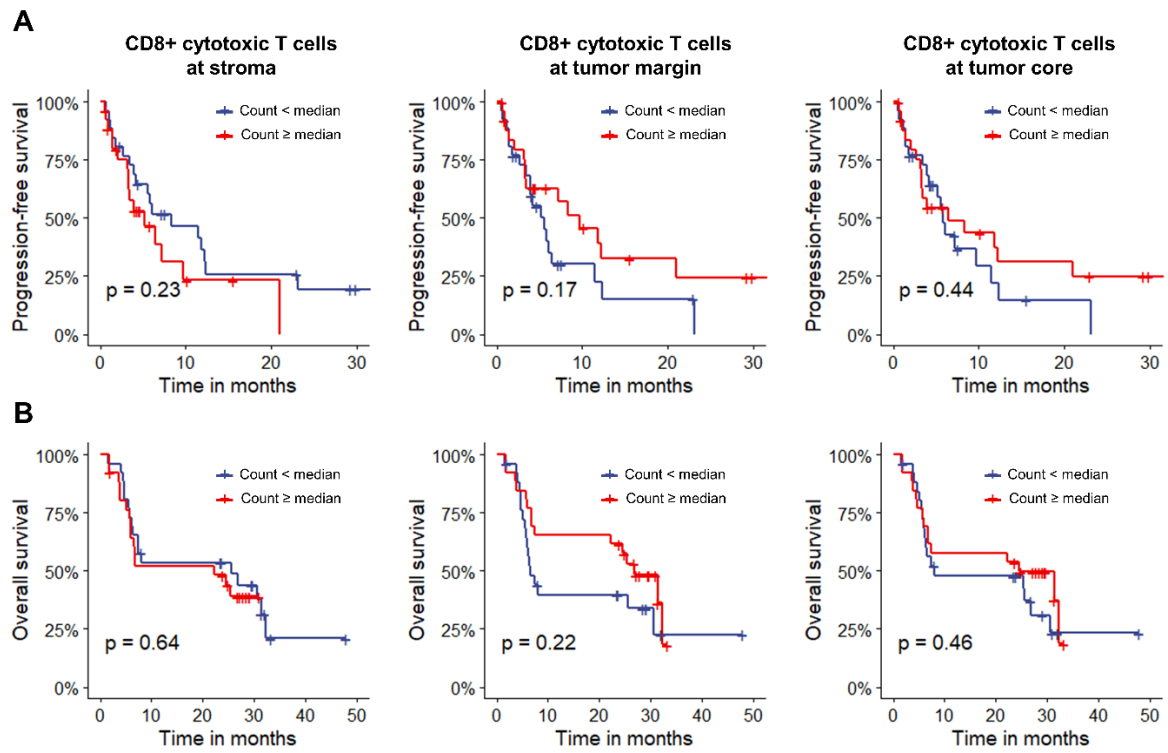 A
CD8+ cytotoxic T cells
at stroma
CD8+ cytotoxic T cells
at tumor margin
CD8+ cytotoxic T cells
at tumor core
Progression-free survival
100%
75%
50%
25%
0%
Count < median
Count ≥ median
p = 0.23
0 10 20 30
Time in months
Progression-free survival
100%
75%
50%
25%
0%
Count < median
Count ≥ median
p = 0.17
0 10 20 30
Time in months
Progression-free survival
100%
75%
50%
25%
0%
Count < median
Count ≥ median
p = 0.44
0 10 20 30
Time in months
B
Overall survival
100%
75%
50%
25%
0%
Count < median
Count ≥ median
p = 0.64
0 10 20 30 40 50
Time in months
Overall survival
100%
75%
50%
25%
0%
Count < median
Count ≥ median
p = 0.22
0 10 20 30 40 50
Time in months
Overall survival
100%
75%
50%
25%
0%
Count < median
Count ≥ median
p = 0.46
0 10 20 30 40 50
Time in months